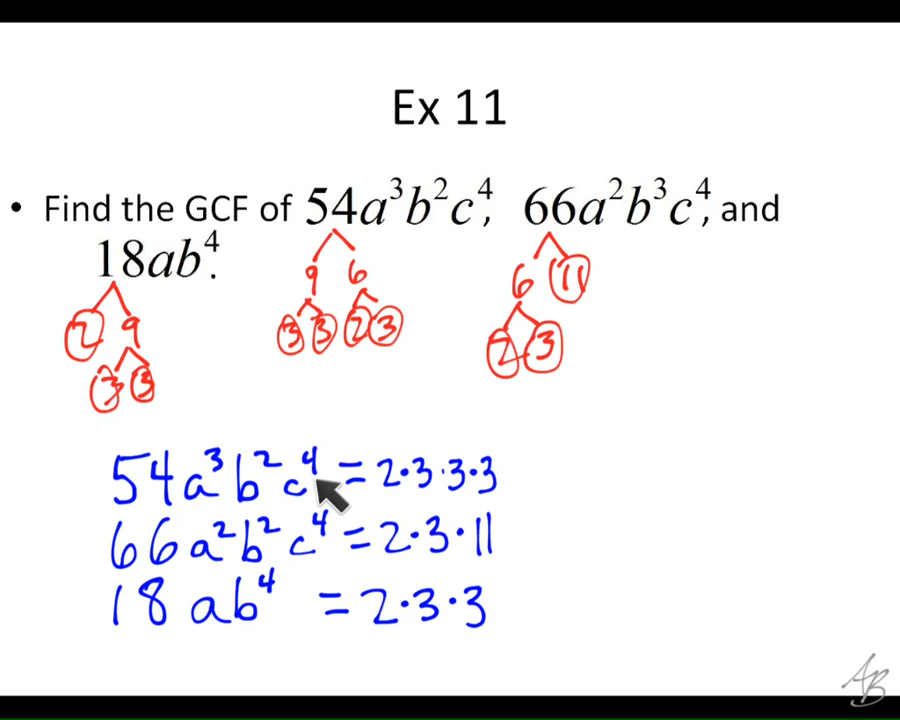 Ex 11
• Find the GCF of 54a³b²c⁴, 66a²b³c⁴, and
18ab⁴.
9 6 6 11
2 9 3 3 2 3 2 3
3 3
54a³b²c⁴ = 2·3·3·3
66a²b²c⁴ = 2·3·11
18ab⁴ = 2·3·3
AB